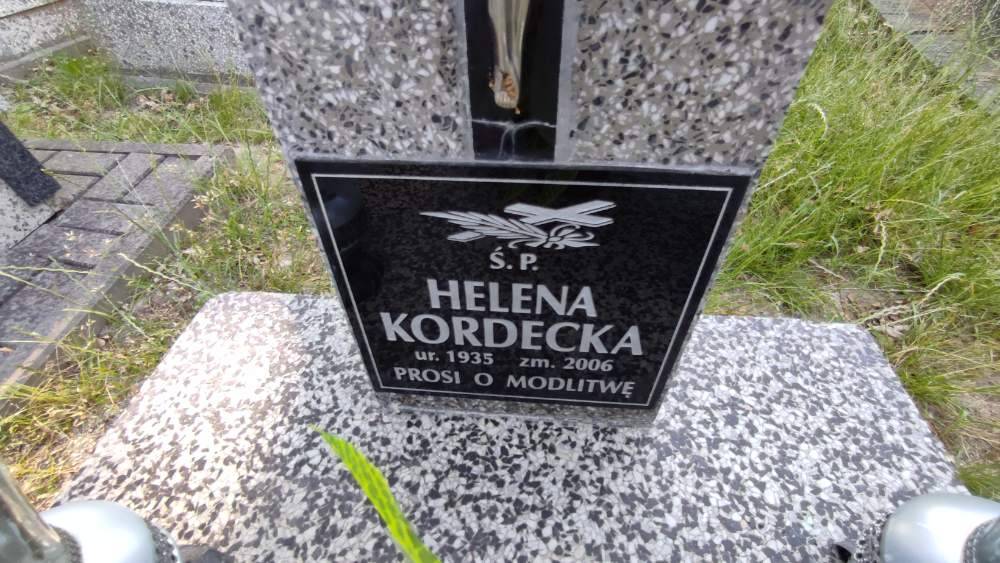 Ś. P.
HELENA
KORDECKA
ur. 1935 zm. 2006
PROSI O MODLITWĘ